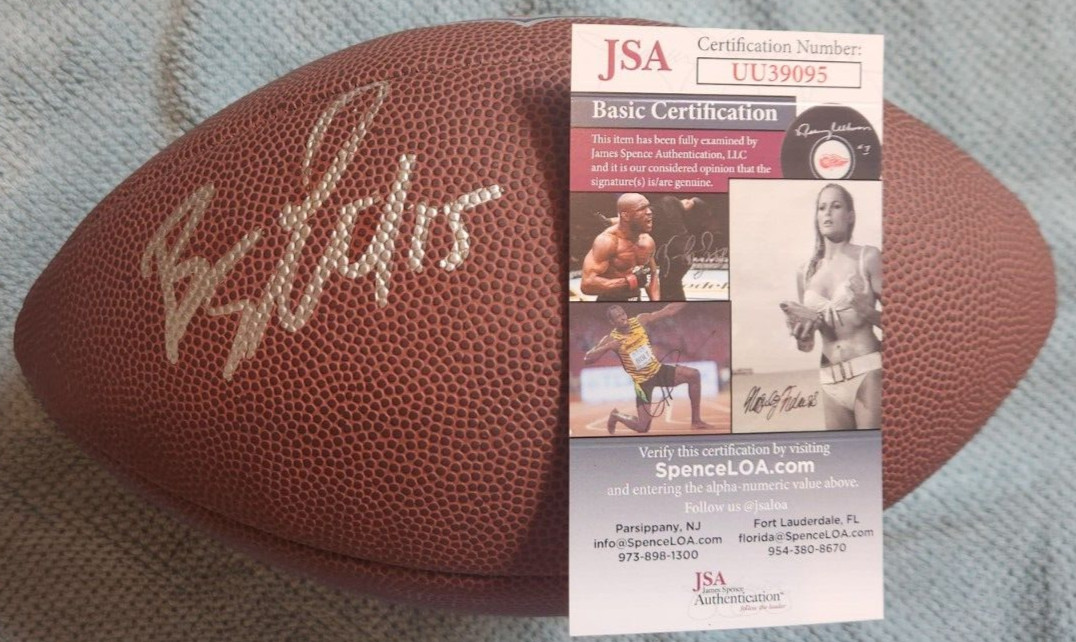 JSA
Certification Number:
UU39095
Basic Certification
This item has been fully examined by
James Spence Authentication, LLC
and it is our considered opinion that the
signature(s) is/are genuine.
Verify this certification by visiting
SpenceLOA.com
and entering the alpha-numeric value above.
Follow us @jsaloa
Parsippany, NJ
info@SpenceLOA.com
973-898-1300
Fort Lauderdale, FL
florida@SpenceLOA.com
954-380-8670
JSA
James Spence
Authentication
follow the leader